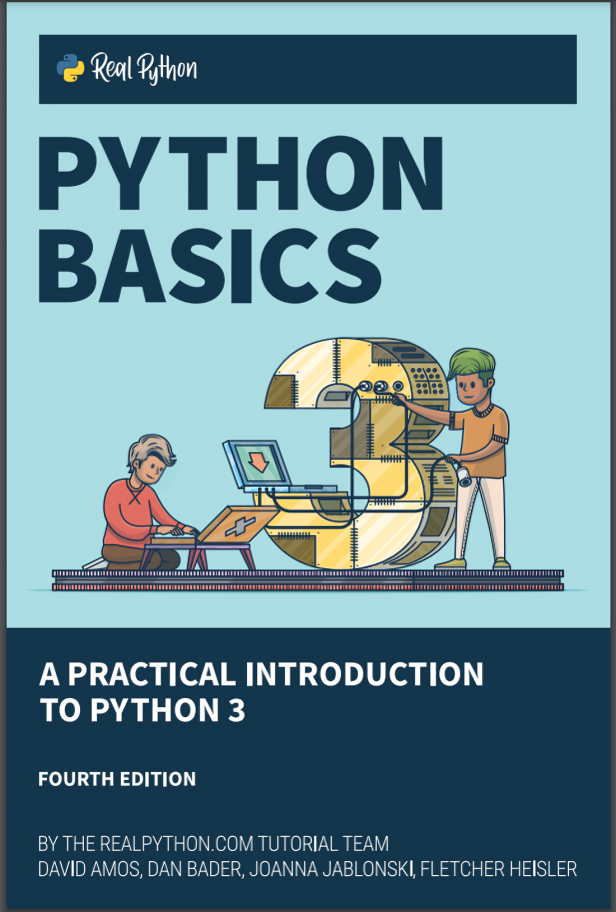 Real Python
PYTHON
BASICS
3
A PRACTICAL INTRODUCTION
TO PYTHON 3
FOURTH EDITION
BY THE REALPYTHON.COM TUTORIAL TEAM
DAVID AMOS, DAN BADER, JOANNA JABLONSKI, FLETCHER HEISLER